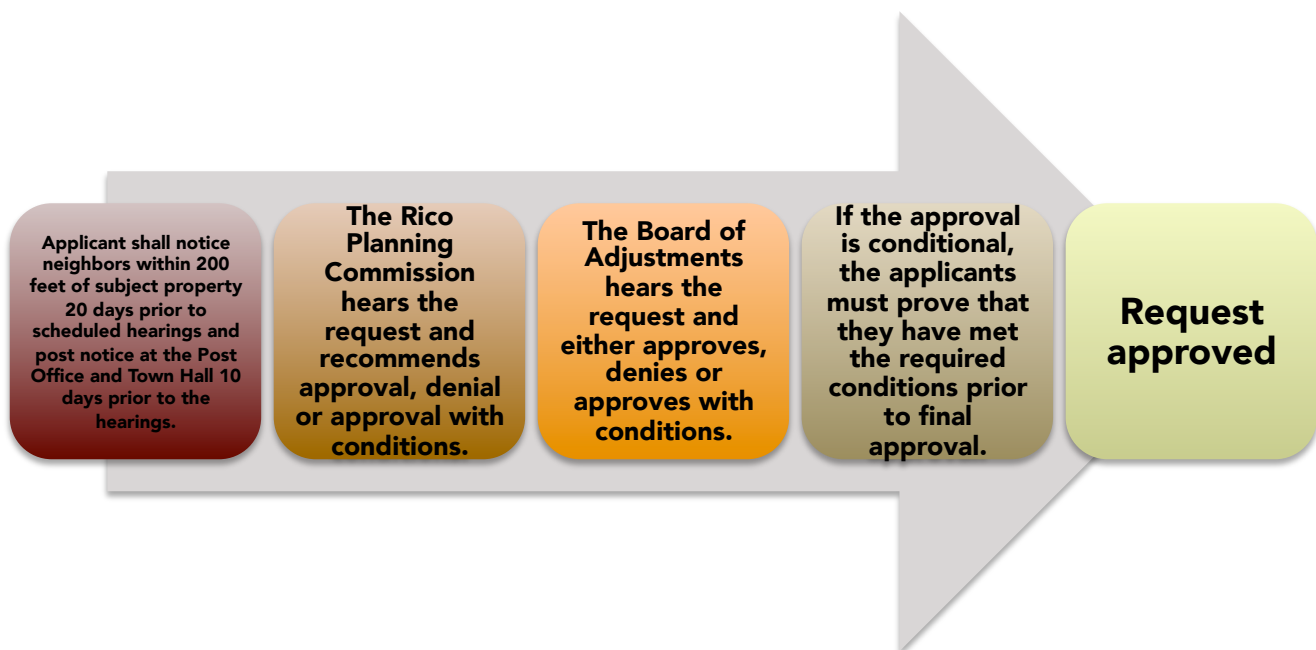 Applicant shall notice
neighbors within 200
feet of subject property
20 days prior to
scheduled hearings and
post notice at the Post
Office and Town Hall 10
days prior to the
hearings.
The Rico
Planning
Commission
hears the
request and
recommends
approval, denial
or approval with
conditions.
The Board of
Adjustments
hears the
request and
either approves,
denies or
approves with
conditions.
If the approval
is conditional,
the applicants
must prove that
they have met
the required
conditions prior
to final
approval.
Request
approved